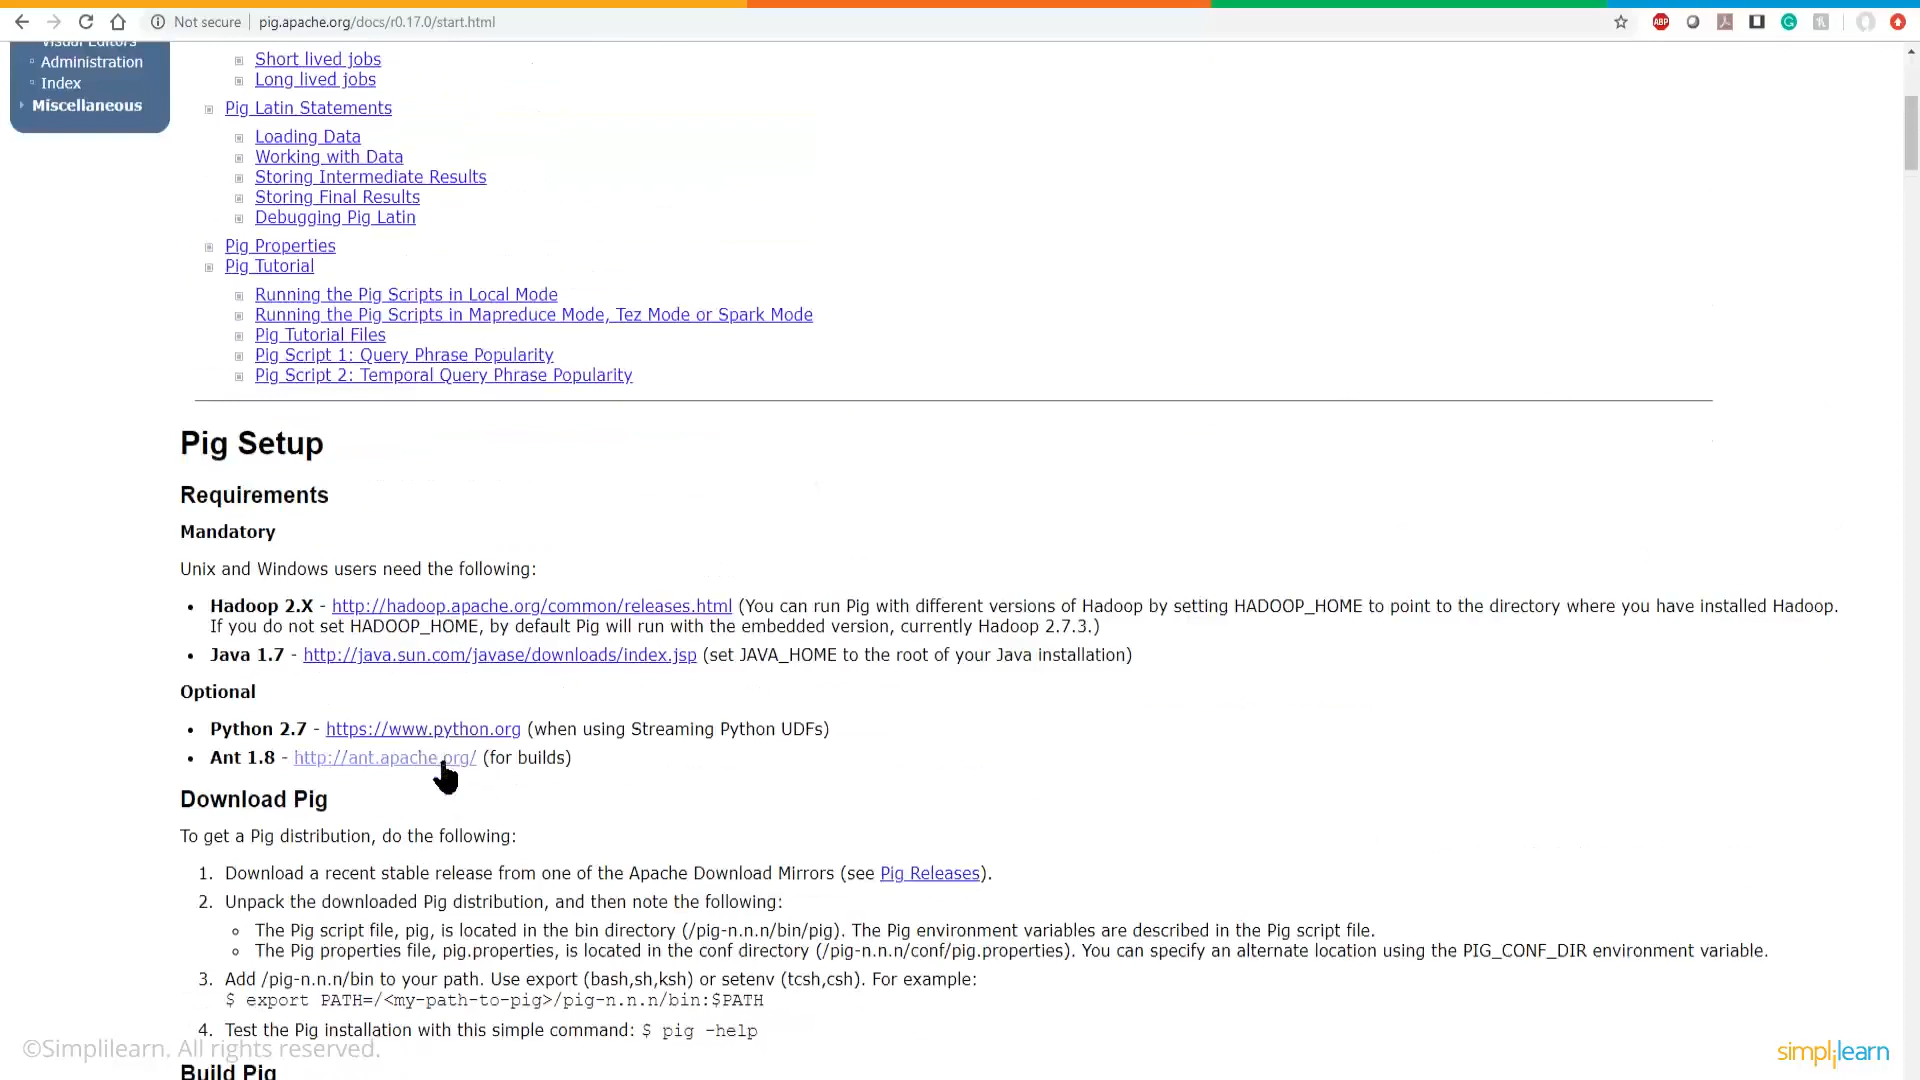 Not secure
pig.apache.org/docs/r0.17.0/start.html
ABP
Visual Editors
Administration
Index
Miscellaneous
Short lived jobs
Long lived jobs
Pig Latin Statements
Loading Data
Working with Data
Storing Intermediate Results
Storing Final Results
Debugging Pig Latin
Pig Properties
Pig Tutorial
Running the Pig Scripts in Local Mode
Running the Pig Scripts in Mapreduce Mode, Tez Mode or Spark Mode
Pig Tutorial Files
Pig Script 1: Query Phrase Popularity
Pig Script 2: Temporal Query Phrase Popularity
Pig Setup
Requirements
Mandatory
Unix and Windows users need the following:
• Hadoop 2.X - http://hadoop.apache.org/common/releases.html (You can run Pig with different versions of Hadoop by setting HADOOP_HOME to point to the directory where you have installed Hadoop.
If you do not set HADOOP_HOME, by default Pig will run with the embedded version, currently Hadoop 2.7.3.)
• Java 1.7 - http://java.sun.com/javase/downloads/index.jsp (set JAVA_HOME to the root of your Java installation)
Optional
• Python 2.7 - https://www.python.org (when using Streaming Python UDFs)
• Ant 1.8 - http://ant.apache.org/ (for builds)
Download Pig
To get a Pig distribution, do the following:
1. Download a recent stable release from one of the Apache Download Mirrors (see Pig Releases).
2. Unpack the downloaded Pig distribution, and then note the following:
The Pig script file, pig, is located in the bin directory (/pig-n.n.n/bin/pig). The Pig environment variables are described in the Pig script file.
The Pig properties file, pig.properties, is located in the conf directory (/pig-n.n.n/conf/pig.properties). You can specify an alternate location using the PIG_CONF_DIR environment variable.
3. Add /pig-n.n.n/bin to your path. Use export (bash,sh,ksh) or setenv (tcsh,csh). For example:
$ export PATH=/<my-path-to-pig>/pig-n.n.n/bin:$PATH
4. Test the Pig installation with this simple command: $ pig -help
©Simplilearn. All rights reserved.
simplilearn
Build Pig